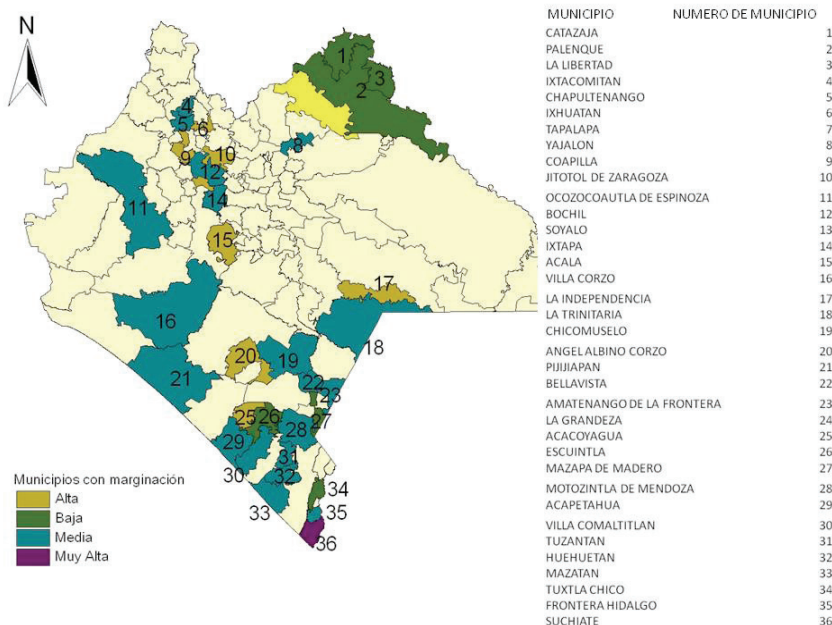 N
MUNICIPIO NUMERO DE MUNICIPIO
CATAZAJA 1
PALENQUE 2
LA LIBERTAD 3
IXTACOMITAN 4
CHAPULTENANGO 5
IXHUATAN 6
TAPALAPA 7
YAJALON 8
COAPILLA 9
JITOTOL DE ZARAGOZA 10
OCOZOCOAUTLA DE ESPINOZA 11
BOCHIL 12
SOYALO 13
IXTAPA 14
ACALA 15
VILLA CORZO 16
LA INDEPENDENCIA 17
LA TRINITARIA 18
CHICOMUSELO 19
ANGEL ALBINO CORZO 20
PIJIJIAPAN 21
BELLAVISTA 22
AMATENANGO DE LA FRONTERA 23
LA GRANDEZA 24
ACACOYAGUA 25
ESCUINTLA 26
MAZAPA DE MADERO 27
MOTOZINTLA DE MENDOZA 28
ACAPETAHUA 29
VILLA COMALTITLAN 30
TUZANTAN 31
HUEHUETAN 32
MAZATAN 33
TUXTLA CHICO 34
FRONTERA HIDALGO 35
SUCHIATE 36
1
3
2
4
5
6
8
9
10
12
11
14
15
17
16
18
20
19
21
22
23
25
26
27
29
28
31
30
32
34
33
35
36
Municipios con marginación
Alta
Baja
Media
Muy Alta